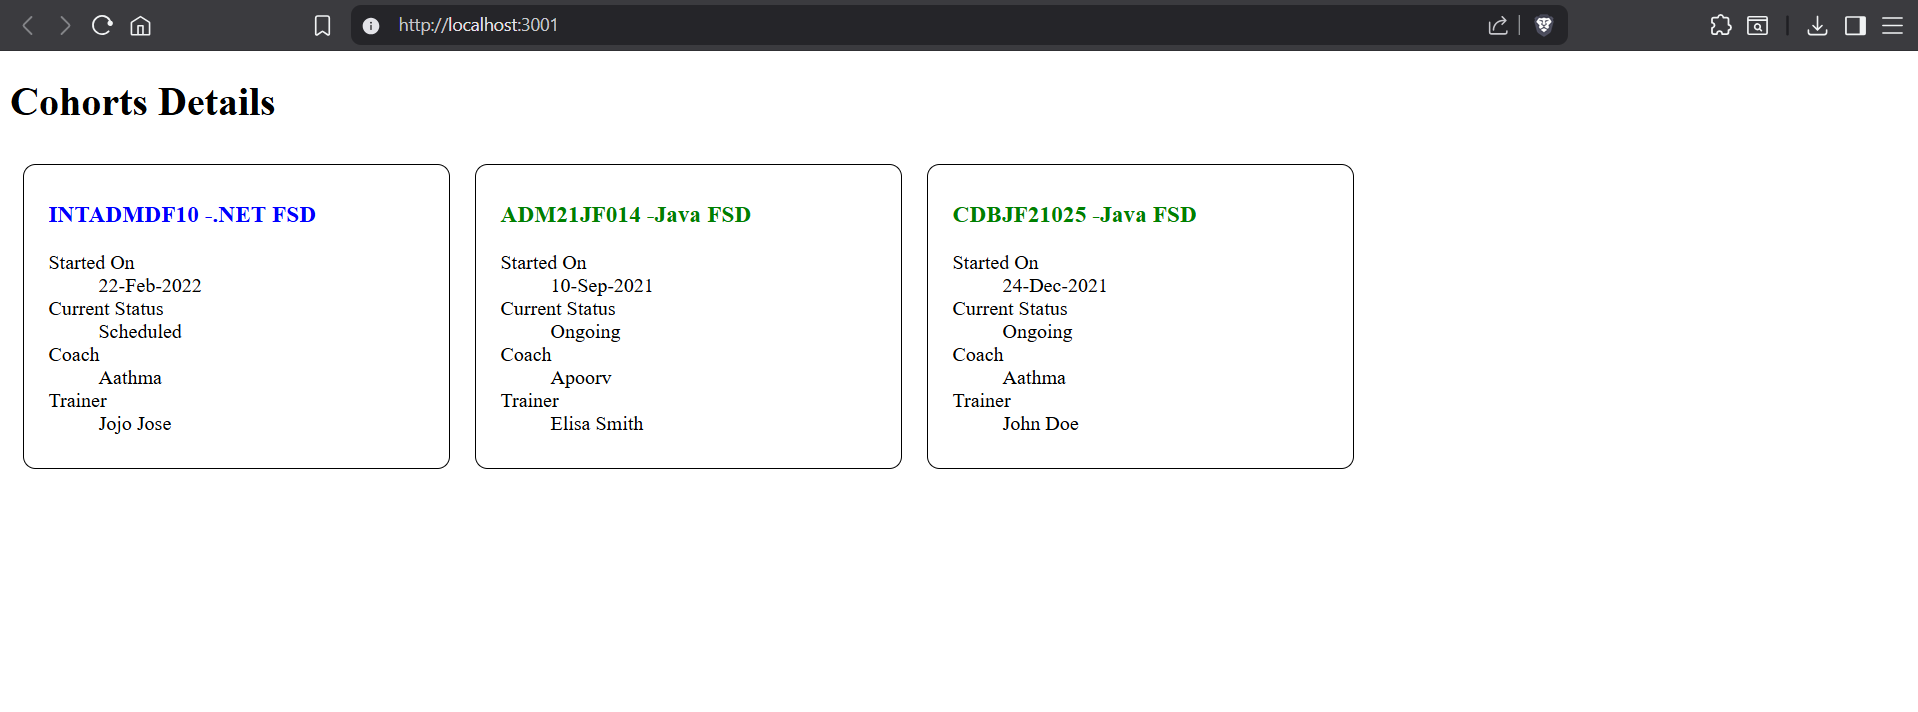 http://localhost:3001
Cohorts Details
INTADMDF10 -.NET FSD
Started On
22-Feb-2022
Current Status
Scheduled
Coach
Aathma
Trainer
Jojo Jose
ADM21JF014 -Java FSD
Started On
10-Sep-2021
Current Status
Ongoing
Coach
Apoorv
Trainer
Elisa Smith
CDBJF21025 -Java FSD
Started On
24-Dec-2021
Current Status
Ongoing
Coach
Aathma
Trainer
John Doe